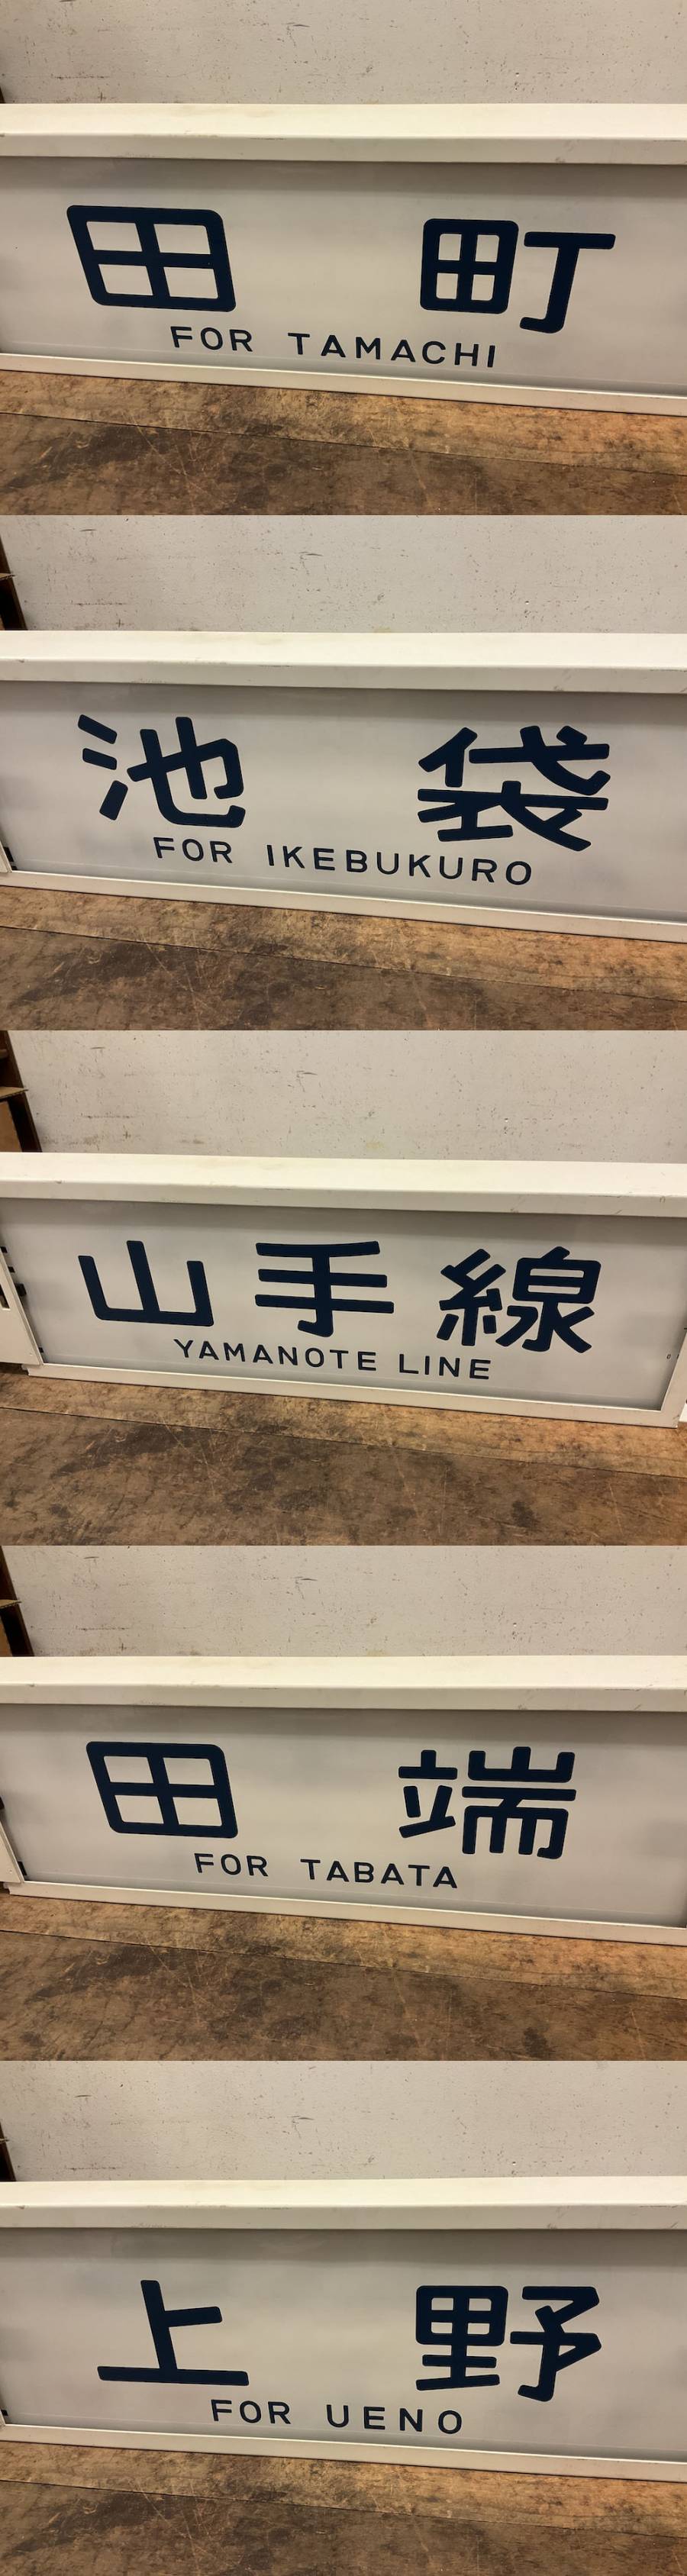 田町
FOR TAMACHI
池袋
FOR IKEBUKURO
山手線
YAMANOTE LINE
田端
FOR TABATA
上野
FOR UENO